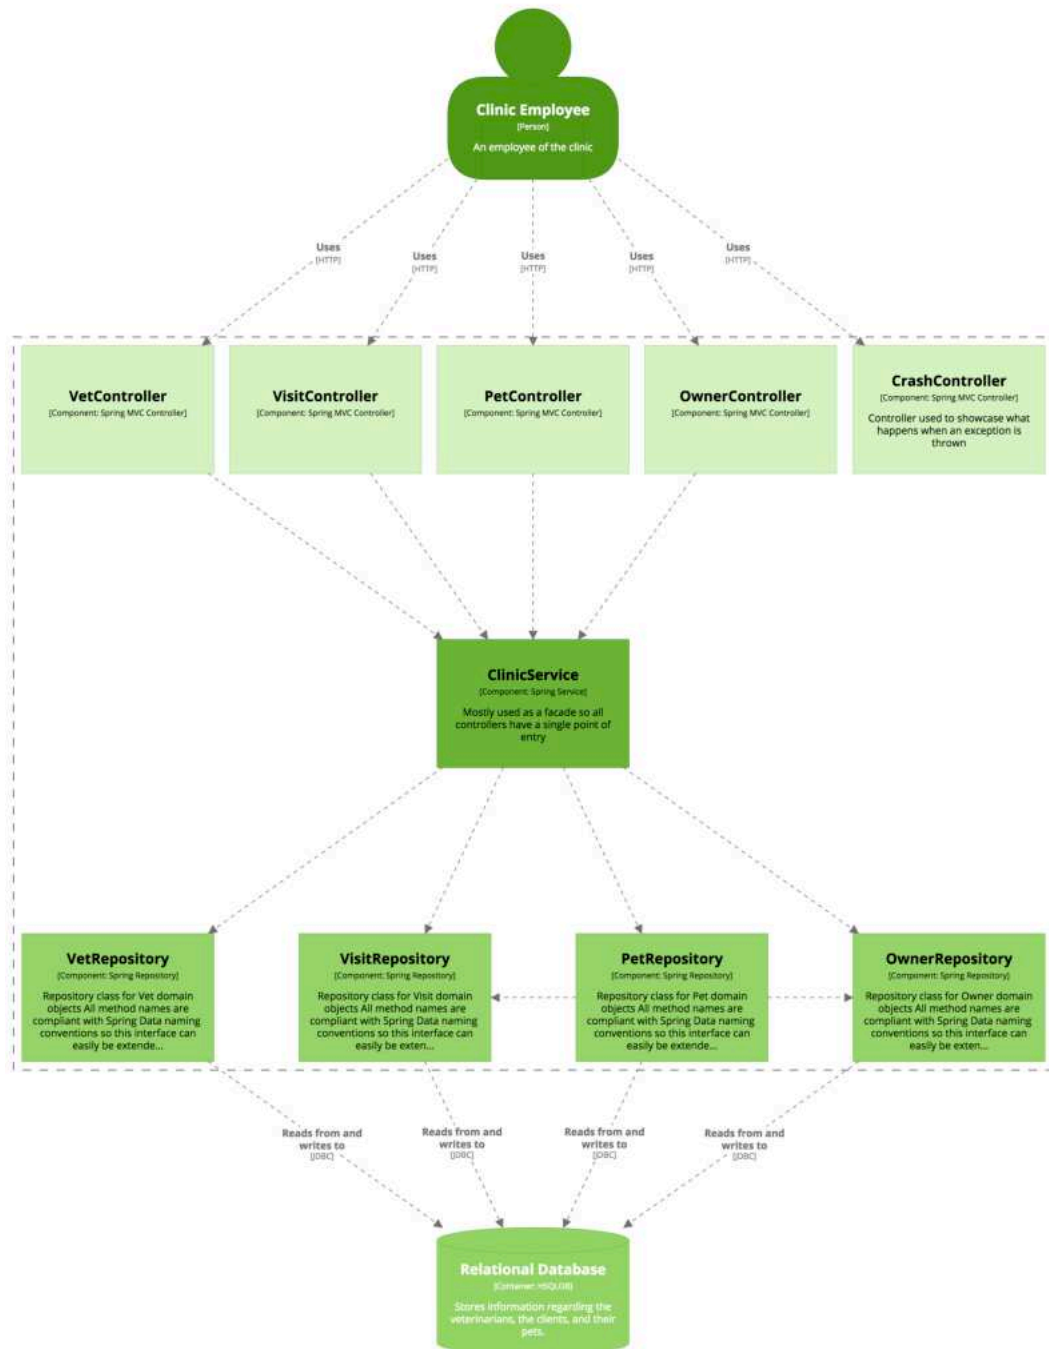 Clinic Employee
[Person]
An employee of the clinic
Uses
[HTTP]
Uses
[HTTP]
Uses
[HTTP]
Uses
[HTTP]
Uses
[HTTP]
VetController
[Component: Spring MVC Controller]
VisitController
[Component: Spring MVC Controller]
PetController
[Component: Spring MVC Controller]
OwnerController
[Component: Spring MVC Controller]
CrashController
[Component: Spring MVC Controller]
Controller used to showcase what
happens when an exception is
thrown
ClinicService
[Component: Spring Service]
Mostly used as a facade so all
controllers have a single point of
entry
VetRepository
[Component: Spring Repository]
Repository class for Vet domain
objects All method names are
compliant with Spring Data naming
conventions so this interface can
easily be extende...
VisitRepository
[Component: Spring Repository]
Repository class for Visit domain
objects All method names are
compliant with Spring Data naming
conventions so this interface can
easily be exten...
PetRepository
[Component: Spring Repository]
Repository class for Pet domain
objects All method names are
compliant with Spring Data naming
conventions so this interface can
easily be extende...
OwnerRepository
[Component: Spring Repository]
Repository class for Owner domain
objects All method names are
compliant with Spring Data naming
conventions so this interface can
easily be exten...
Reads from and
writes to
[JDBC]
Reads from and
writes to
[JDBC]
Reads from and
writes to
[JDBC]
Reads from and
writes to
[JDBC]
Relational Database
[Container: HSQLDB]
Stores information regarding the
veterinarians, the clients, and their
pets.